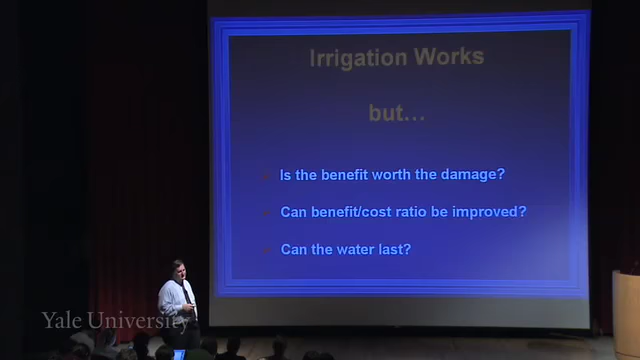 Irrigation Works
but...
Is the benefit worth the damage?
Can benefit/cost ratio be improved?
Can the water last?
Yale University